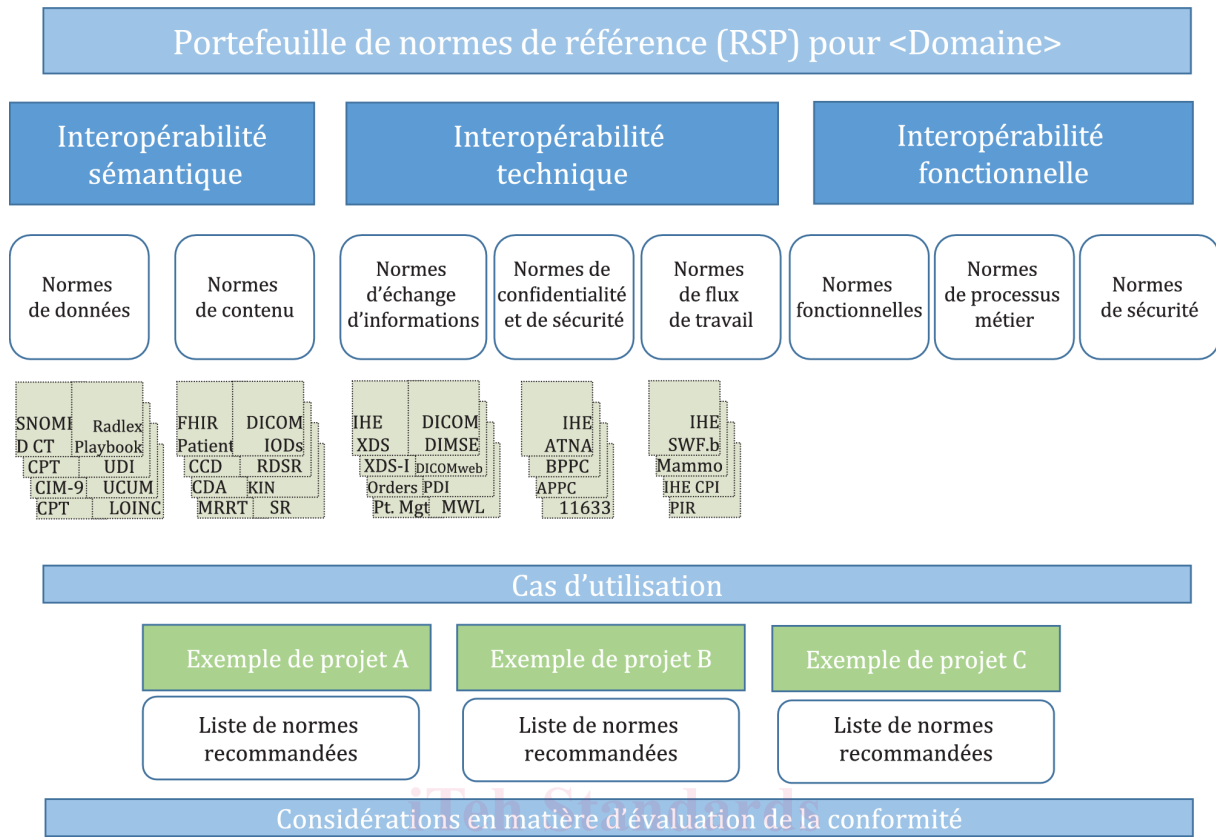 Portefeuille de normes de référence (RSP) pour <Domaine>
Interopérabilité
sémantique
Interopérabilité
technique
Interopérabilité
fonctionnelle
Normes
de données
Normes
de contenu
Normes
d'échange
d'informations
Normes de
confidentialité
et de sécurité
Normes
de flux
de travail
Normes
fonctionnelles
Normes
de processus
métier
Normes
de sécurité
SNOME
D CT
Radlex
Playbook
CPT
UDI
CIM-9
UCUM
CPT
LOINC
FHIR
Patient
DICOM
IODs
CCD
RDSR
CDA
KIN
MRRT
SR
IHE
XDS
DICOM
DIMSE
XDS-I
DICOMweb
Orders
PDI
Pt. Mgt
MWL
IHE
ATNA
BPPC
APPC
11633
IHE
SWF.b
Mammo
IHE CPI
PIR
Cas d'utilisation
Exemple de projet A
Exemple de projet B
Exemple de projet C
Liste de normes
recommandées
Liste de normes
recommandées
Liste de normes
recommandées
iTeh Standards
Considérations en matière d'évaluation de la conformité